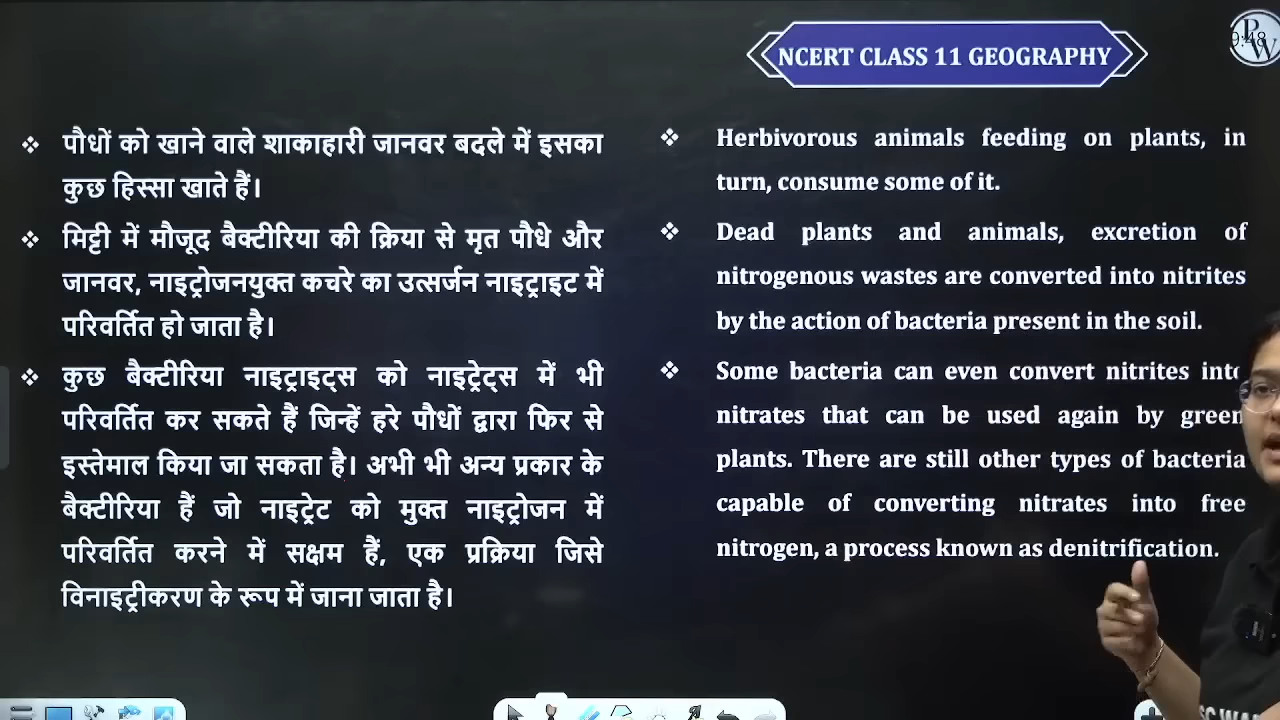 NCERT CLASS 11 GEOGRAPHY
PW
9:48
❖ पौधों को खाने वाले शाकाहारी जानवर बदले में इसका
कुछ हिस्सा खाते हैं।
❖ मिट्टी में मौजूद बैक्टीरिया की क्रिया से मृत पौधे और
जानवर, नाइट्रोजनयुक्त कचरे का उत्सर्जन नाइट्राइट में
परिवर्तित हो जाता है।
❖ कुछ बैक्टीरिया नाइट्राइट्स को नाइट्रेट्स में भी
परिवर्तित कर सकते हैं जिन्हें हरे पौधों द्वारा फिर से
इस्तेमाल किया जा सकता है। अभी भी अन्य प्रकार के
बैक्टीरिया हैं जो नाइट्रेट को मुक्त नाइट्रोजन में
परिवर्तित करने में सक्षम हैं, एक प्रक्रिया जिसे
विनाइट्रीकरण के रूप में जाना जाता है।
❖ Herbivorous animals feeding on plants, in
turn, consume some of it.
❖ Dead plants and animals, excretion of
nitrogenous wastes are converted into nitrites
by the action of bacteria present in the soil.
❖ Some bacteria can even convert nitrites into
nitrates that can be used again by green
plants. There are still other types of bacteria
capable of converting nitrates into free
nitrogen, a process known as denitrification.